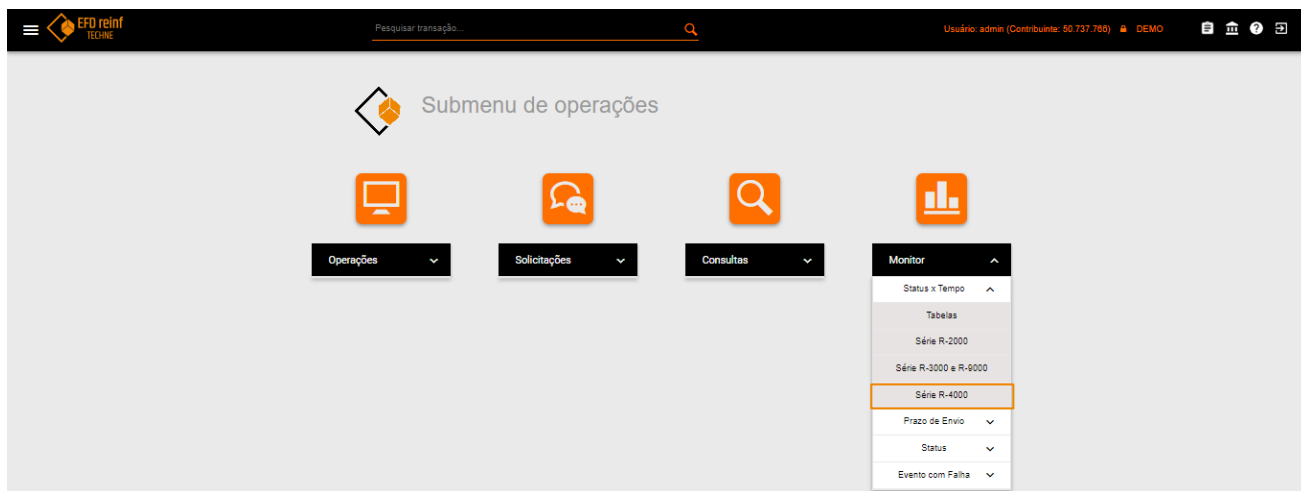 EFD reinf
TECHNE
Pesquisar transação...
Usuário: admin (Contribuinte: 50.737.766)
DEMO
Submenu de operações
Operações
Solicitações
Consultas
Monitor
Status x Tempo
Tabelas
Série R-2000
Série R-3000 e R-9000
Série R-4000
Prazo de Envio
Status
Evento com Falha